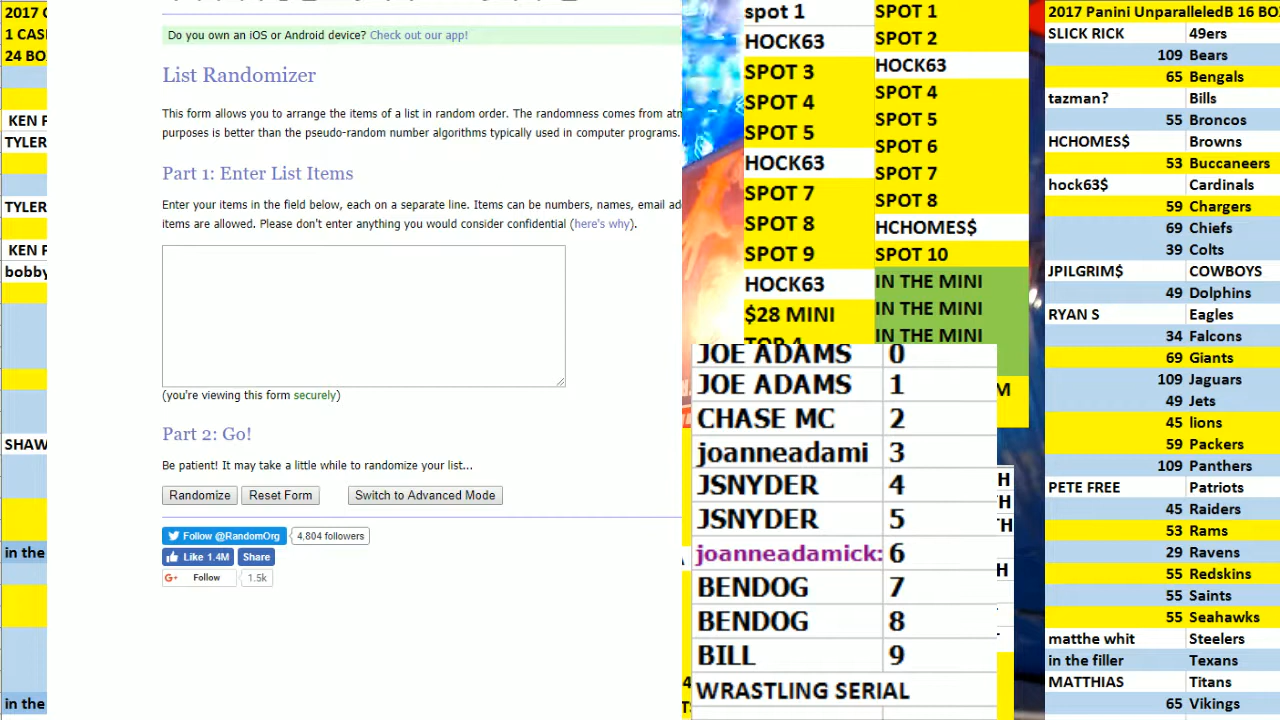 2017
1 CAS
24 BO
KEN
TYLER
TYLER
KEN
bobby
SHAW
in the
in the
Do you own an iOS or Android device? Check out our app!
List Randomizer
This form allows you to arrange the items of a list in random order. The randomness comes from
purposes is better than the pseudo-random number algorithms typically used in computer programs.
Part 1: Enter List Items
Enter your items in the field below, each on a separate line. Items can be numbers, names, email
items are allowed. Please don't enter anything you would consider confidential (here's why).
(you're viewing this form securely)
Part 2: Go!
Be patient! It may take a little while to randomize your list...
Randomize Reset Form Switch to Advanced Mode
Follow @RandomOrg 4,804 followers
Like 1.4M Share
G+ Follow 1.5k
spot 1
HOCK63
SPOT 3
SPOT 4
SPOT 5
HOCK63
SPOT 7
SPOT 8
SPOT 9
HOCK63
$28 MINI
TOP 4
SPOT 1
SPOT 2
HOCK63
SPOT 4
SPOT 5
SPOT 6
SPOT 7
SPOT 8
HCHOMES$
SPOT 10
IN THE MINI
IN THE MINI
IN THE MINI
JOE ADAMS 0
JOE ADAMS 1
CHASE MC 2
joanneadami 3
JSNYDER 4
JSNYDER 5
joanneadamick: 6
BENDOG 7
BENDOG 8
BILL 9
WRASTLING SERIAL
2017 Panini UnparalleledB 16 BO
SLICK RICK 49ers
109 Bears
65 Bengals
tazman? Bills
55 Broncos
HCHOMES$ Browns
53 Buccaneers
hock63$ Cardinals
59 Chargers
69 Chiefs
39 Colts
JPILGRIM$ COWBOYS
49 Dolphins
RYAN S Eagles
34 Falcons
69 Giants
109 Jaguars
49 Jets
45 lions
59 Packers
109 Panthers
PETE FREE Patriots
45 Raiders
53 Rams
29 Ravens
55 Redskins
55 Saints
55 Seahawks
matthe whit Steelers
in the filler Texans
MATTHIAS Titans
65 Vikings